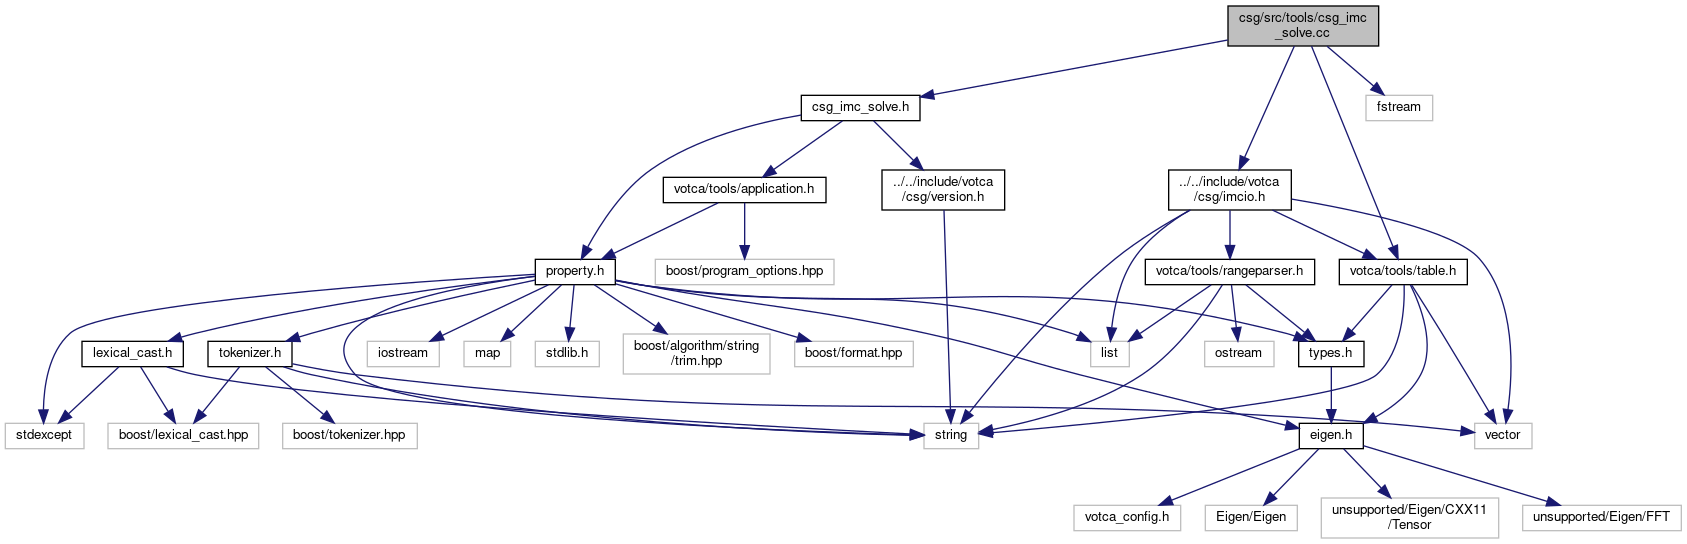 csg/src/tools/csg_imc
_solve.cc
csg_imc_solve.h
fstream
votca/tools/application.h
../../include/votca
/csg/version.h
../../include/votca
/csg/imcio.h
property.h
boost/program_options.hpp
votca/tools/rangeparser.h
votca/tools/table.h
lexical_cast.h
tokenizer.h
iostream
map
stdlib.h
boost/algorithm/string
/trim.hpp
boost/format.hpp
list
ostream
types.h
stdexcept
boost/lexical_cast.hpp
boost/tokenizer.hpp
string
eigen.h
vector
votca_config.h
Eigen/Eigen
unsupported/Eigen/CXX11
/Tensor
unsupported/Eigen/FFT